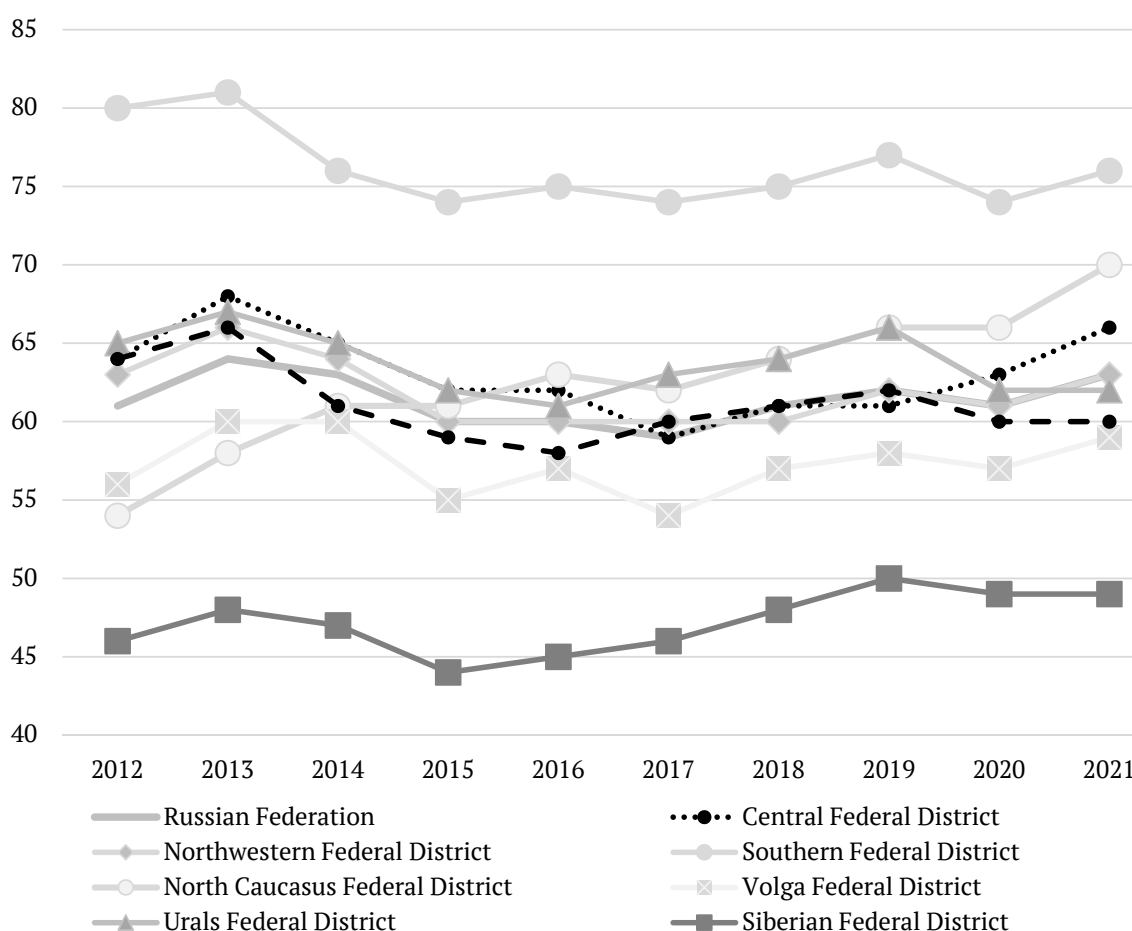 85
80
75
70
65
60
55
50
45
40
2012 2013 2014 2015 2016 2017 2018 2019 2020 2021
Russian Federation Central Federal District
Northwestern Federal District Southern Federal District
North Caucasus Federal District Volga Federal District
Urals Federal District Siberian Federal District